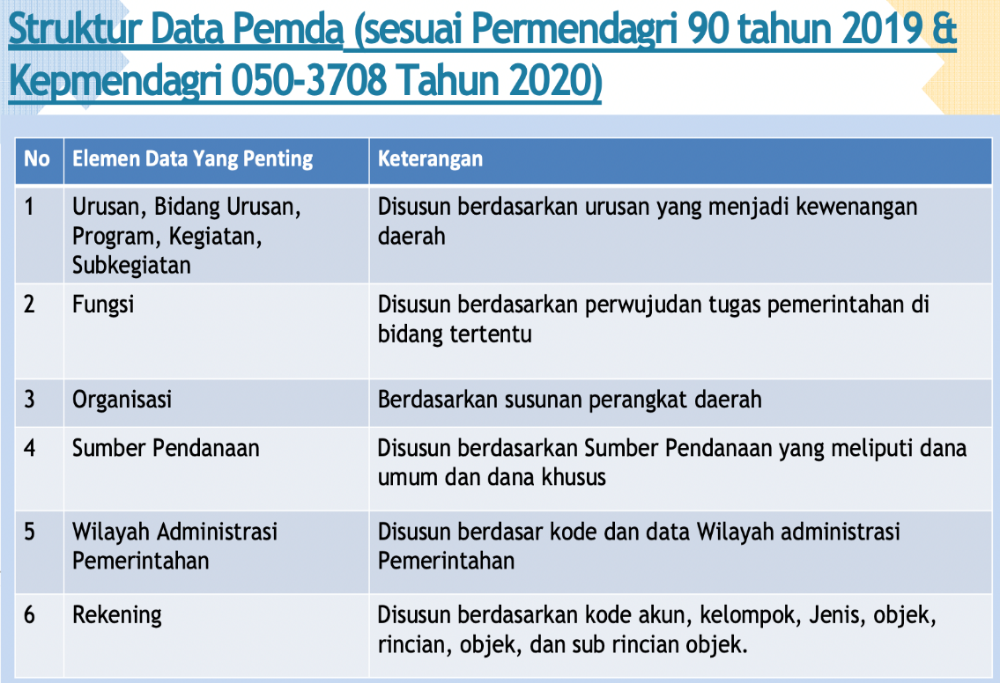 Struktur Data Pemda (sesuai Permendagri 90 tahun 2019 &
Kepmendagri 050-3708 Tahun 2020)
No Elemen Data Yang Penting Keterangan
1 Urusan, Bidang Urusan, Disusun berdasarkan urusan yang menjadi kewenangan
Program, Kegiatan, daerah
Subkegiatan
2 Fungsi Disusun berdasarkan perwujudan tugas pemerintahan di
bidang tertentu
3 Organisasi Berdasarkan susunan perangkat daerah
4 Sumber Pendanaan Disusun berdasarkan Sumber Pendanaan yang meliputi dana
umum dan dana khusus
5 Wilayah Administrasi Disusun berdasar kode dan data Wilayah administrasi
Pemerintahan Pemerintahan
6 Rekening Disusun berdasarkan kode akun, kelompok, Jenis, objek,
rincian, objek, dan sub rincian objek.